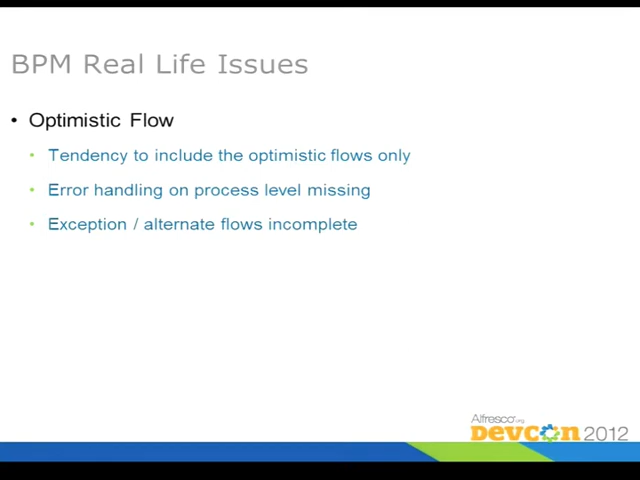 BPM Real Life Issues
• Optimistic Flow
• Tendency to include the optimistic flows only
• Error handling on process level missing
• Exception / alternate flows incomplete
Alfresco.org
DEVCON 2012